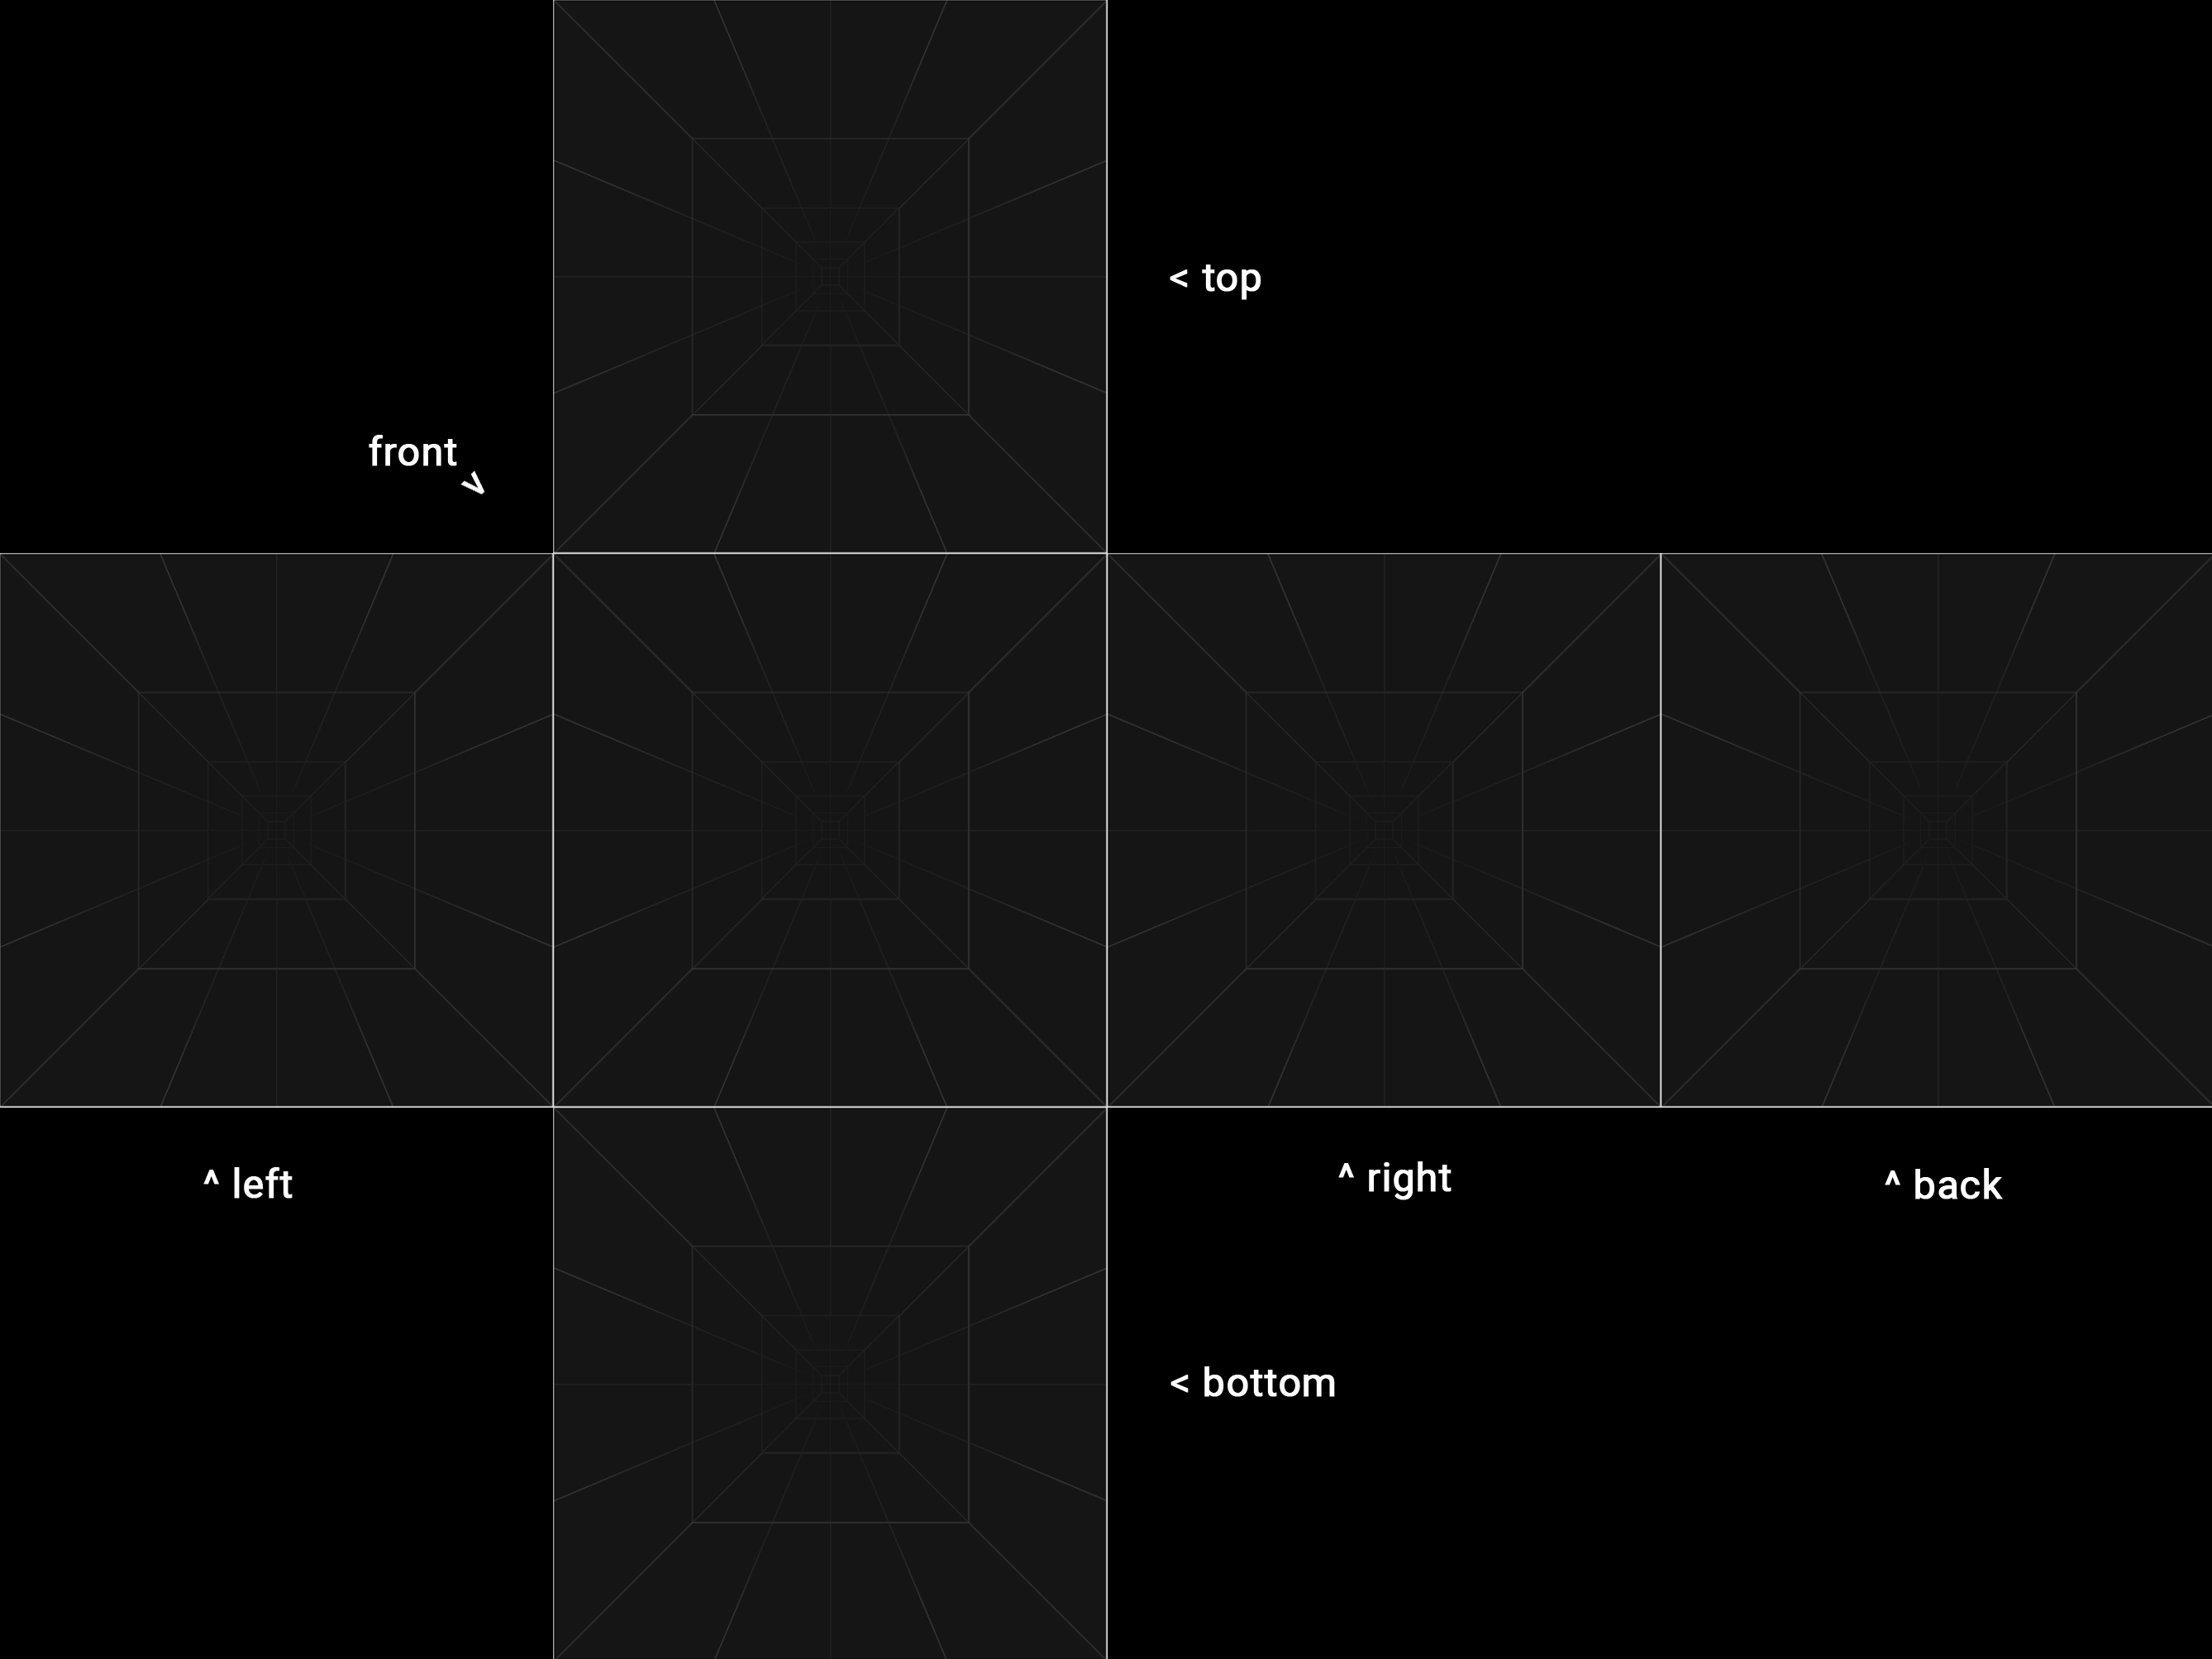 < top
front
>
^ left
^ right
^ back
< bottom